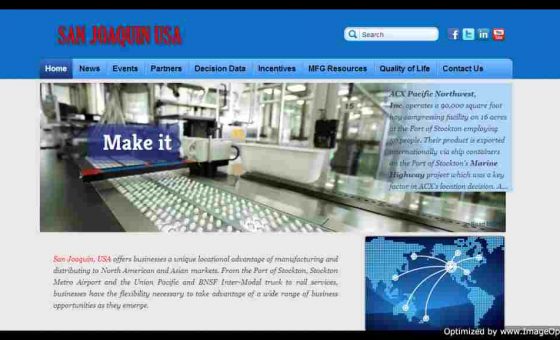 SAN JOAQUIN USA
Search
Home News Events Partners Decision Data Incentives MFG Resources Quality of Life Contact Us
Make it
ACX Pacific Northwest,
Inc. operates a 90,000 square foot
hay compressing facility on 16 acres
at the Port of Stockton employing
50 people. Their product is exported
internationally via ship containers
on the Port of Stockton's Marine
Highway project which was a key
factor in ACX's location decision. A...
San Joaquin, USA offers businesses a unique locational advantage of manufacturing and
distributing to North American and Asian markets. From the Port of Stockton, Stockton
Metro Airport and the Union Pacific and BNSF Inter-Modal truck to rail services,
businesses have the flexibility necessary to take advantage of a wide range of business
opportunities as they emerge.
Optimized by www.ImageOp